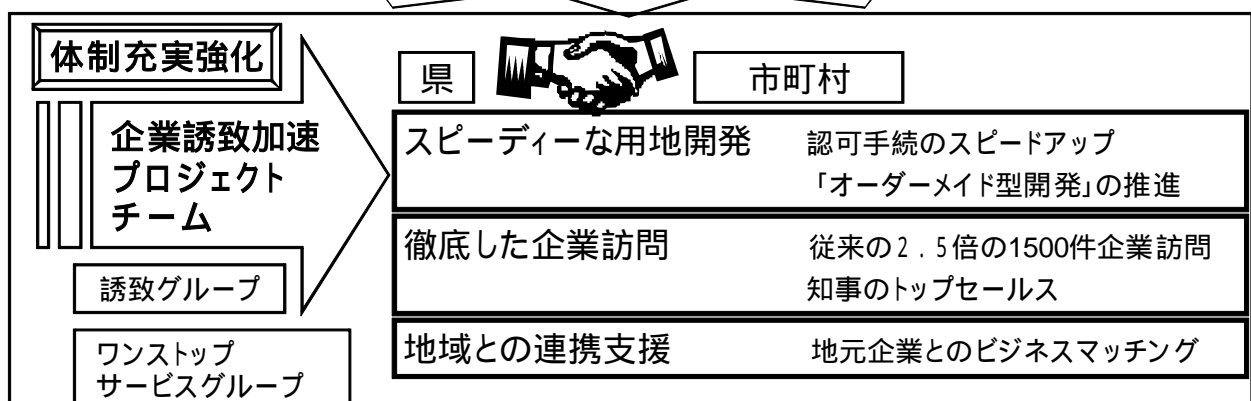 体制充実強化
企業誘致加速
プロジェクト
チーム
誘致グループ
ワンストップ
サービスグループ
県
市町村
スピーディーな用地開発
認可手続のスピードアップ
「オーダーメイド型開発」の推進
徹底した企業訪問
従来の2.5倍の1500件企業訪問
知事のトップセールス
地域との連携支援
地元企業とのビジネスマッチング